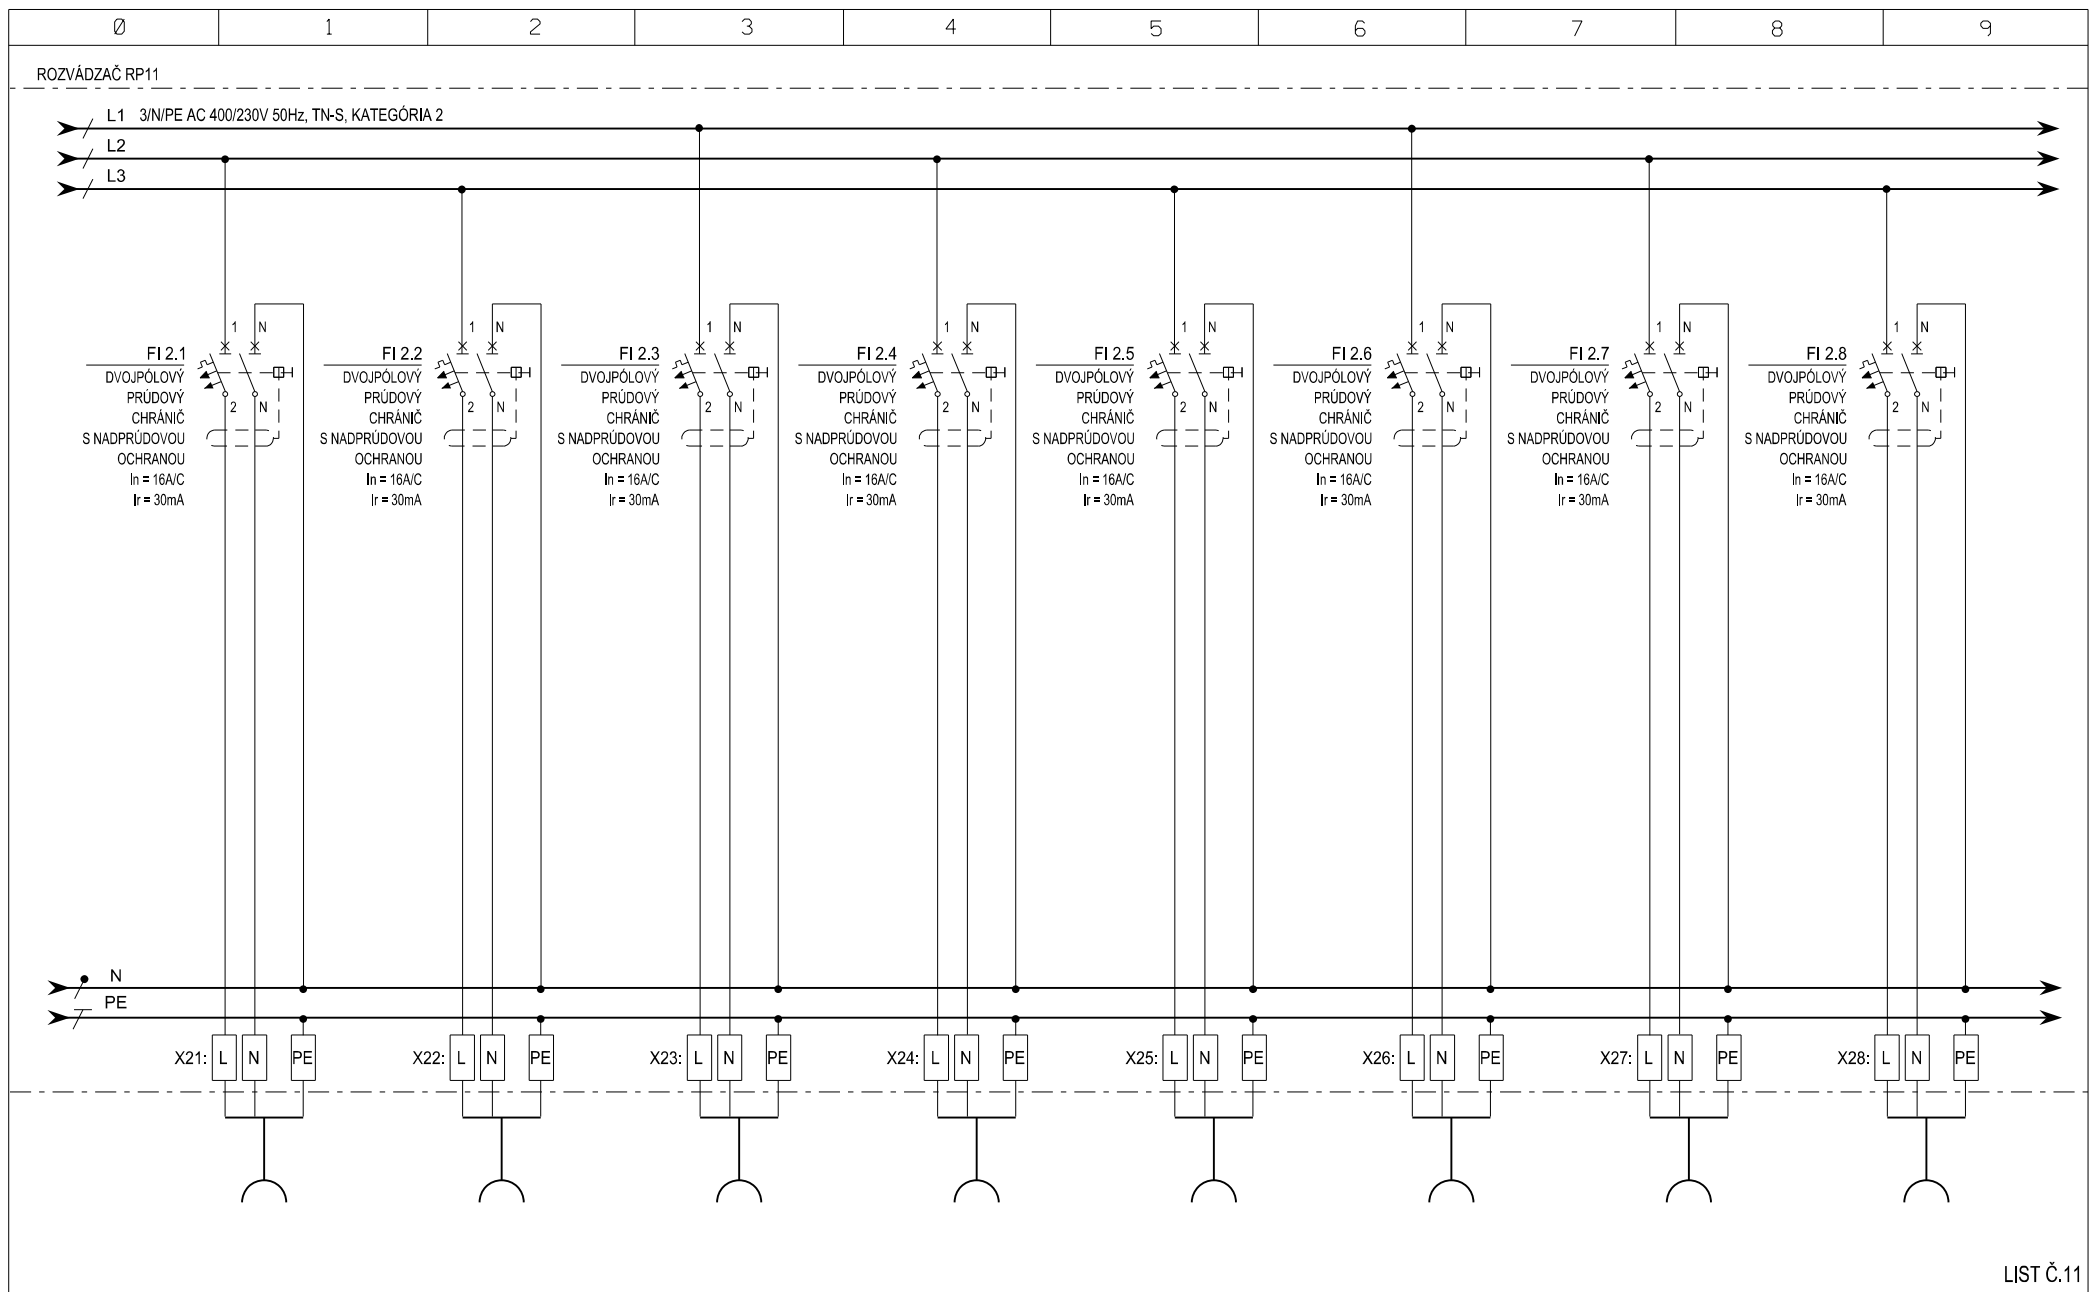 Ø 1 2 3 4 5 6 7 8 9
ROZVÁDZAČ RP11
L1 3/N/PE AC 400/230V 50Hz, TN-S, KATEGÓRIA 2
L2
L3
1 N 1 N 1 N 1 N 1 N 1 N 1 N 1 N
FI 2.1 FI 2.2 FI 2.3 FI 2.4 FI 2.5 FI 2.6 FI 2.7 FI 2.8
DVOJPÓLOVÝ DVOJPÓLOVÝ DVOJPÓLOVÝ DVOJPÓLOVÝ DVOJPÓLOVÝ DVOJPÓLOVÝ DVOJPÓLOVÝ DVOJPÓLOVÝ
PRÚDOVÝ PRÚDOVÝ PRÚDOVÝ PRÚDOVÝ PRÚDOVÝ PRÚDOVÝ PRÚDOVÝ PRÚDOVÝ
2 N 2 N 2 N 2 N 2 N 2 N 2 N 2 N
CHRÁNIČ CHRÁNIČ CHRÁNIČ CHRÁNIČ CHRÁNIČ CHRÁNIČ CHRÁNIČ CHRÁNIČ
S NADPRÚDOVOU S NADPRÚDOVOU S NADPRÚDOVOU S NADPRÚDOVOU S NADPRÚDOVOU S NADPRÚDOVOU S NADPRÚDOVOU S NADPRÚDOVOU
OCHRANOU OCHRANOU OCHRANOU OCHRANOU OCHRANOU OCHRANOU OCHRANOU OCHRANOU
In = 16A/C In = 16A/C In = 16A/C In = 16A/C In = 16A/C In = 16A/C In = 16A/C In = 16A/C
Ir = 30mA Ir = 30mA Ir = 30mA Ir = 30mA Ir = 30mA Ir = 30mA Ir = 30mA Ir = 30mA
N
PE
X21: L N PE X22: L N PE X23: L N PE X24: L N PE X25: L N PE X26: L N PE X27: L N PE X28: L N PE
LIST Č.11